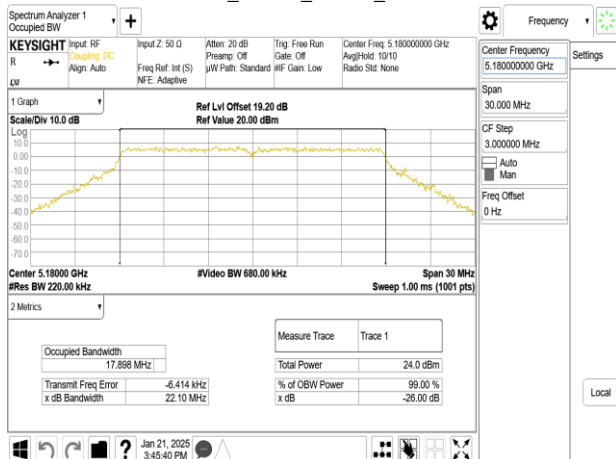 Spectrum Analyzer 1
Occupied BW
+
Frequency
KEYSIGHT
R
LXI
Input: RF
Coupling: DC
Align: Auto
Input Z: 50 Ω
Freq Ref: Int (S)
NFE: Adaptive
Atten: 20 dB
Preamp: Off
µW Path: Standard
Trig: Free Run
Gate: Off
#IF Gain: Low
Center Freq: 5.180000000 GHz
Avg|Hold: 10/10
Radio Std: None
Center Frequency
5.180000000 GHz
Settings
Span
30.000 MHz
CF Step
3.000000 MHz
Auto
Man
Freq Offset
0 Hz
Local
1 Graph
Scale/Div 10.0 dB
Ref Lvl Offset 19.20 dB
Ref Value 20.00 dBm
Log
10.0
0.00
-10.0
-20.0
-30.0
-40.0
-50.0
-60.0
-70.0
Center 5.18000 GHz
#Video BW 680.00 kHz
Span 30 MHz
#Res BW 220.00 kHz
Sweep 1.00 ms (1001 pts)
2 Metrics
Occupied Bandwidth
17.898 MHz
Transmit Freq Error -6.414 kHz
x dB Bandwidth 22.10 MHz
Measure Trace Trace 1
Total Power 24.0 dBm
% of OBW Power 99.00 %
x dB -26.00 dB
?
Jan 21, 2025
3:45:40 PM